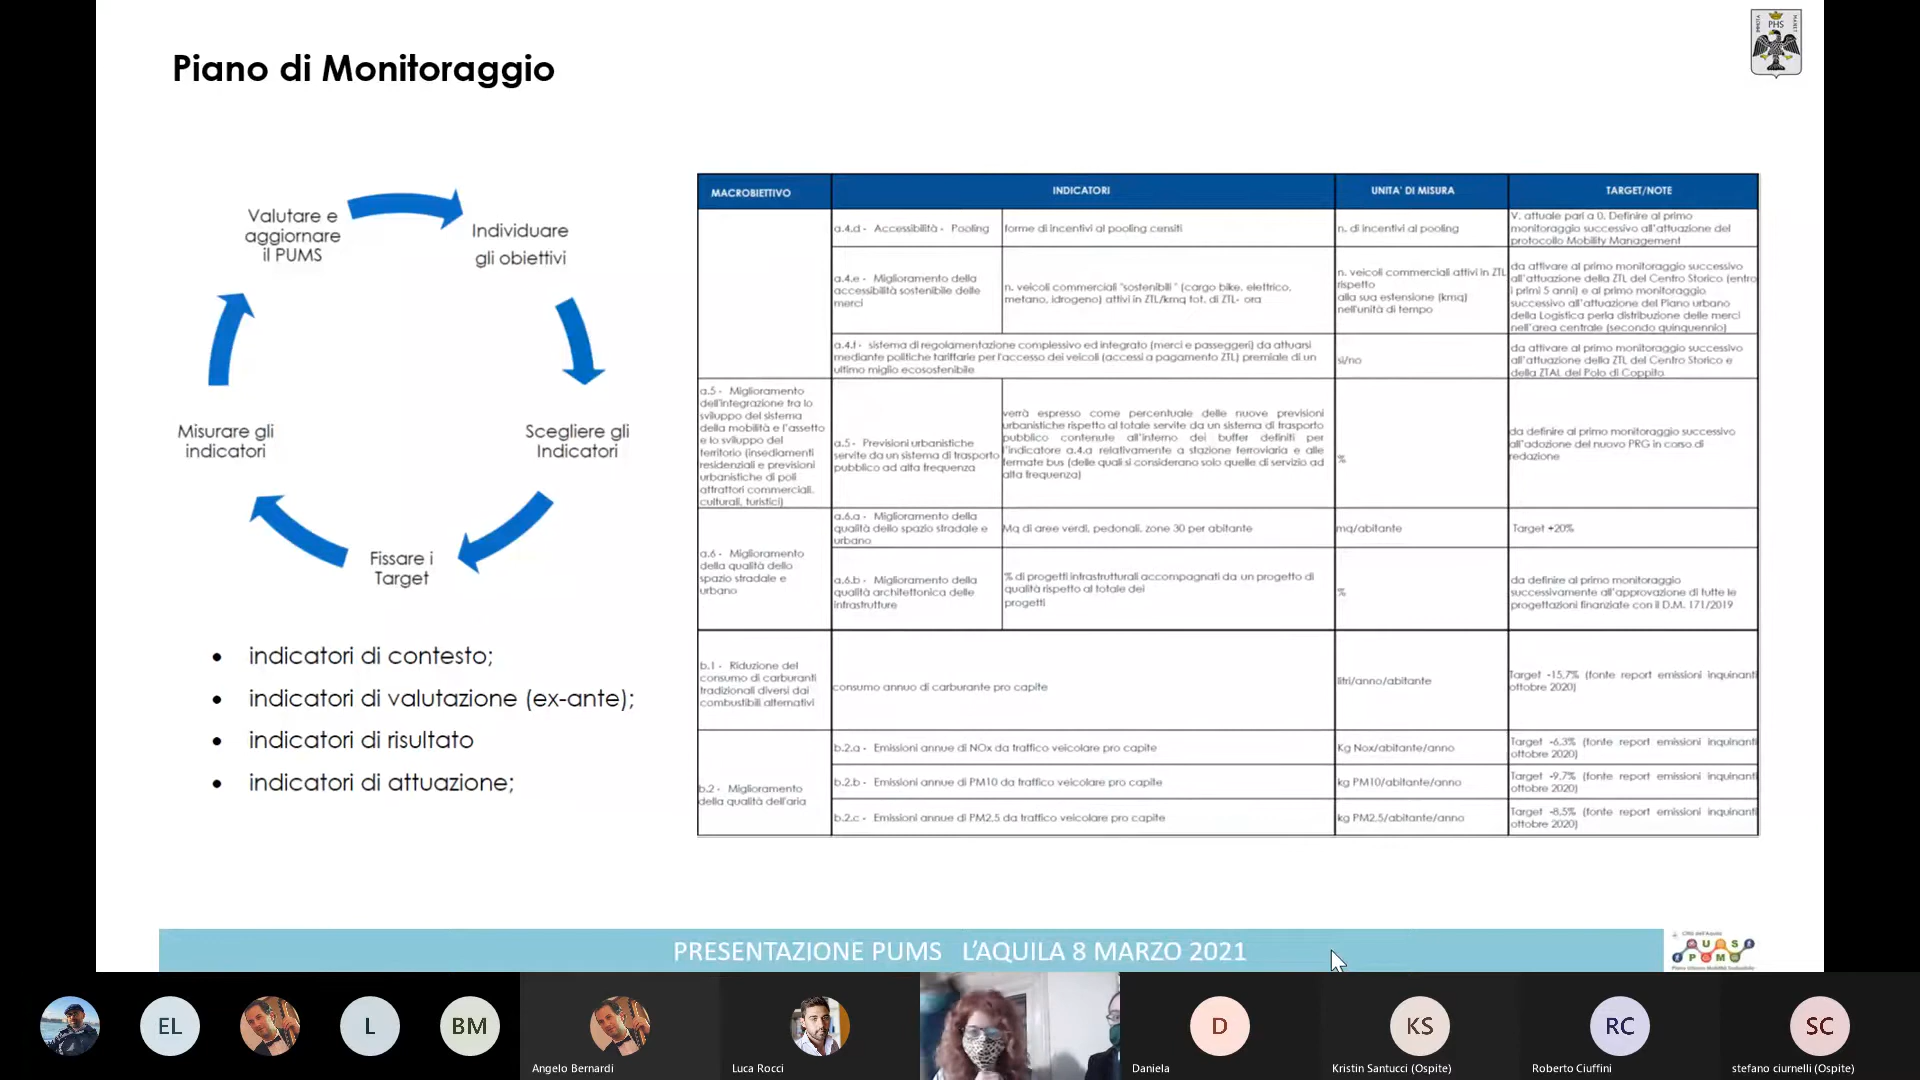 Piano di Monitoraggio
PHS
Valutare e
aggiornare
il PUMS
Individuare
gli obiettivi
Scegliere gli
Indicatori
Fissare i
Target
Misurare gli
indicatori
• indicatori di contesto;
• indicatori di valutazione (ex-ante);
• indicatori di risultato
• indicatori di attuazione;
MACROBIETTIVO INDICATORI UNITA' DI MISURA TARGET/NOTE
a.4.d - Accessibilità - Pooling
forme di incentivi al pooling censiti
n. di incentivi al pooling
V. attuale pari a 0. Definire al primo
monitoraggio successivo all'attuazione del
protocollo Mobility Management
a.4.e - Miglioramento della
accessibilità sostenibile delle
merci
n. veicoli commerciali "sostenibili " (cargo bike, elettrico,
metano, idrogeno) attivi in ZTL/kmq tot. di ZTL- ora
n. veicoli commerciali attivi in ZTL
rispetto
alla sua estensione (kmq)
nell'unità di tempo
da attivare al primo monitoraggio successivo
all'attuazione della ZTL del Centro Storico (entro
i primi 5 anni) e al primo monitoraggio
successivo all'attuazione del Piano urbano
della Logistica perla distribuzione delle merci
nell'area centrale (secondo quinquennio)
a.4.f - sistema di regolamentazione complessivo ed integrato (merci e passeggeri) da attuarsi
mediante politiche tariffarie per l'accesso dei veicoli (accessi a pagamento ZTL) premiale di un
ultimo miglio ecosostenibile
si/no
da attivare al primo monitoraggio successivo
all'attuazione della ZTL del Centro Storico e
della ZTAL del Polo di Coppito
a.5 - Miglioramento
dell'integrazione tra lo
sviluppo del sistema
della mobilità e l'assetto
e lo sviluppo del
territorio (insediamenti
residenziali e previsioni
urbanistiche di poli
attrattori commerciali,
culturali, turistici)
a.5 - Previsioni urbanistiche
servite da un sistema di trasporto
pubblico ad alta frequenza
verrà espresso come percentuale delle nuove previsioni
urbanistiche rispetto al totale servite da un sistema di trasporto
pubblico contenute all'interno dei buffer definiti per
l'indicatore a.4.a relativamente a stazione ferroviaria e alle
fermate bus (delle quali si considerano solo quelle di servizio ad
alta frequenza)
%
da definire al primo monitoraggio successivo
all'adozione del nuovo PRG in corso di
redazione
a.6 - Miglioramento
della qualità dello
spazio stradale e
urbano
a.6.a - Miglioramento della
qualità dello spazio stradale e
urbano
Mq di aree verdi, pedonali, zone 30 per abitante
mq/abitante
Target +20%
a.6.b - Miglioramento della
qualità architettonica delle
infrastrutture
% di progetti infrastrutturali accompagnati da un progetto di
qualità rispetto al totale dei
progetti
%
da definire al primo monitoraggio
successivamente all'approvazione di tutte le
progettazioni finanziate con il D.M. 171/2019
b.1 - Riduzione del
consumo di carburanti
tradizionali diversi dai
combustibili alternativi
consumo annuo di carburante pro capite
litri/anno/abitante
Target -15,7% (fonte report emissioni inquinanti
ottobre 2020)
b.2 - Miglioramento
della qualità dell'aria
b.2.a - Emissioni annue di NOx da traffico veicolare pro capite
Kg Nox/abitante/anno
Target -6,3% (fonte report emissioni inquinanti
ottobre 2020)
b.2.b - Emissioni annue di PM10 da traffico veicolare pro capite
kg PM10/abitante/anno
Target -9,7% (fonte report emissioni inquinanti
ottobre 2020)
b.2.c - Emissioni annue di PM2.5 da traffico veicolare pro capite
kg PM2.5/abitante/anno
Target -8,5% (fonte report emissioni inquinanti
ottobre 2020)
PRESENTAZIONE PUMS L'AQUILA 8 MARZO 2021
PUMS
EL
L
BM
Angelo Bernardi
Luca Rocci
D
Daniela
KS
Kristin Santucci (Ospite)
RC
Roberto Ciuffini
SC
stefano ciurnelli (Ospite)